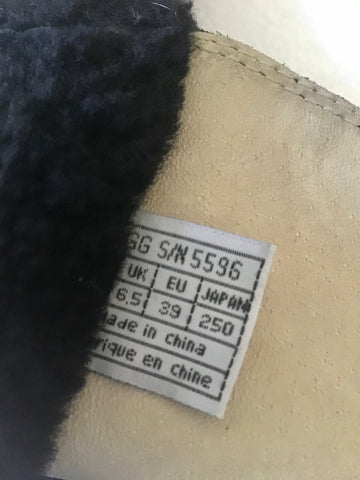 GG S/N 5596
UK EU JAPAN
6.5 39 250
ade in china
rique en chine